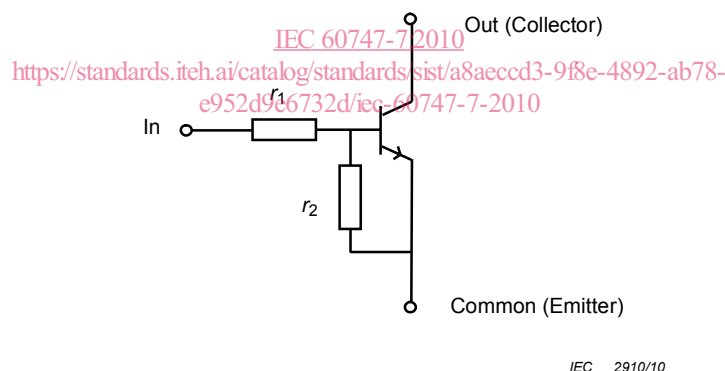 Out (Collector)
IEC 60747-7:2010
https://standards.iteh.ai/catalog/standards/sist/a8aeccd3-9f8e-4892-ab78-
e952d9e6732d/iec-60747-7-2010
r1
In
r2
Common (Emitter)
IEC 2910/10